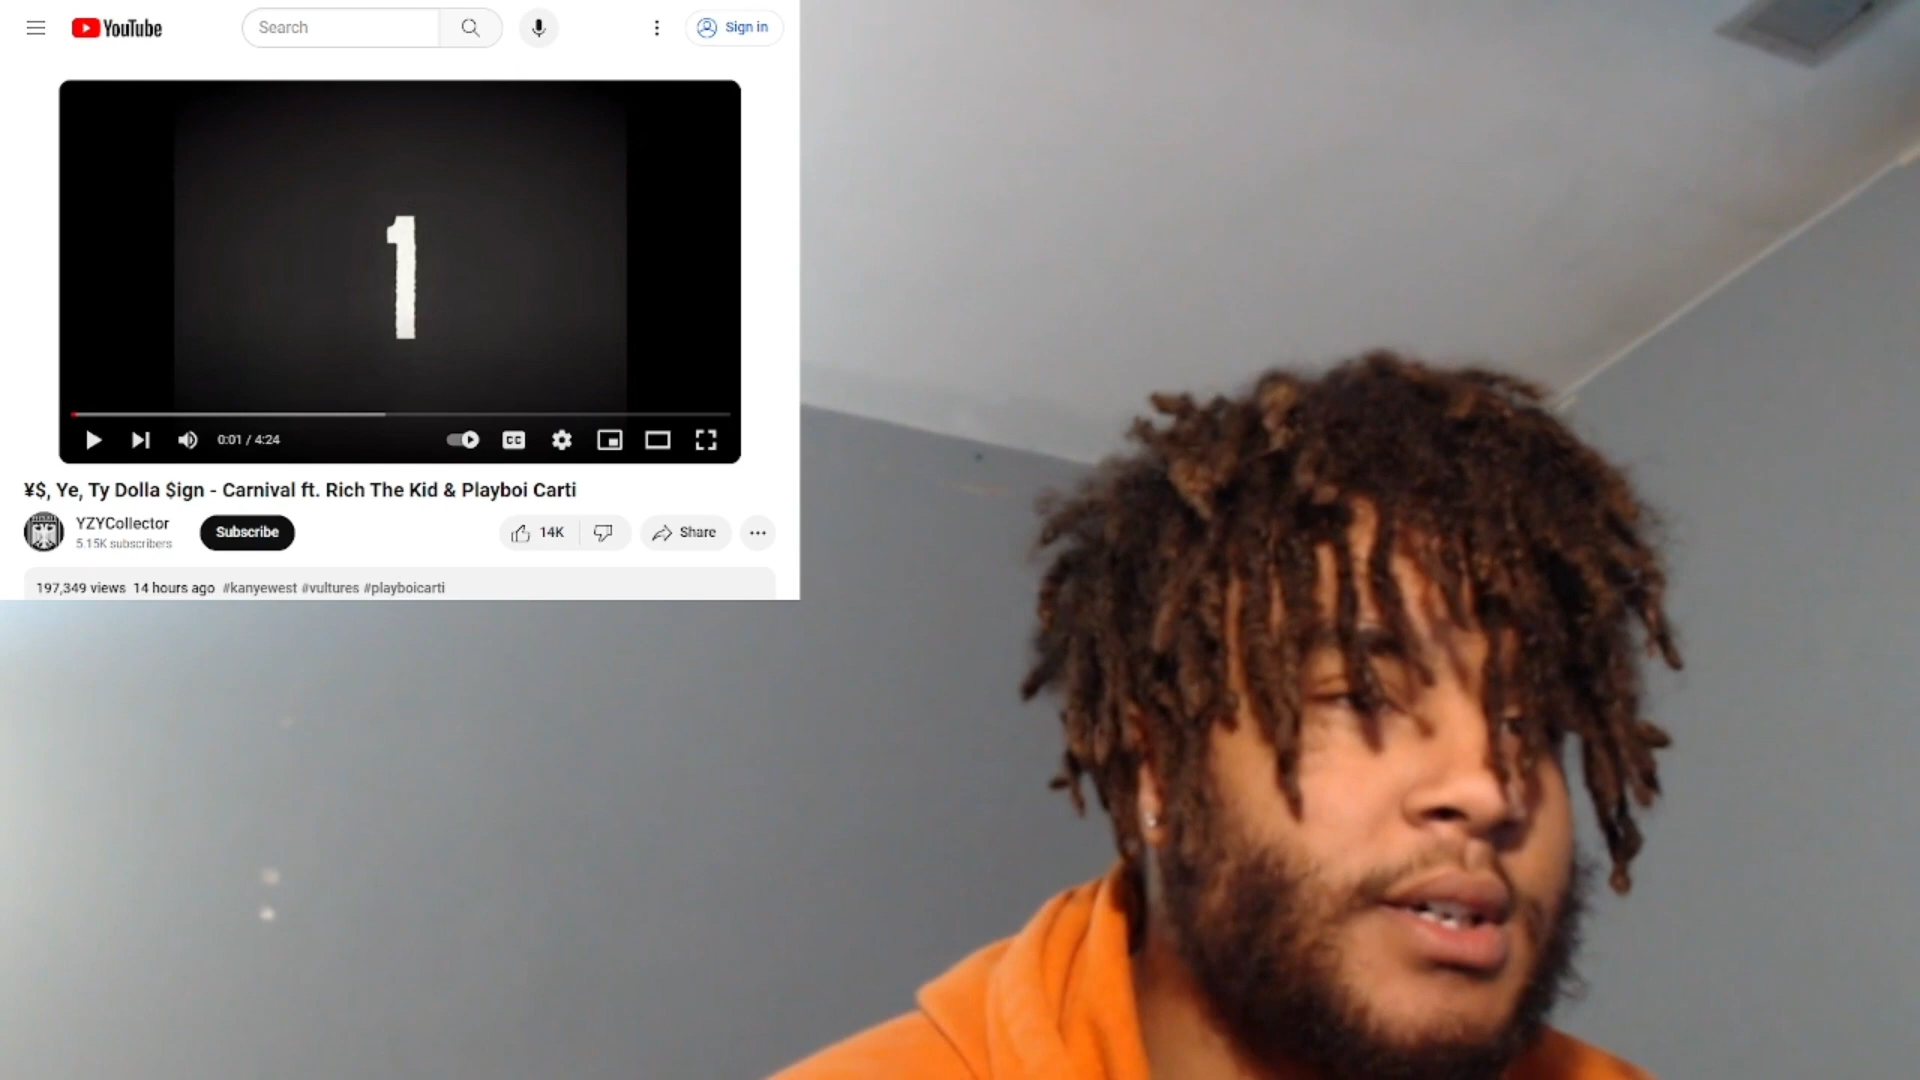 YouTube
Search
Sign in
1
0:01 / 4:24
CC
¥$, Ye, Ty Dolla $ign - Carnival ft. Rich The Kid & Playboi Carti
YZYCollector
5.15K subscribers
Subscribe
14K
Share
197,349 views 14 hours ago #kanyewest #vultures #playboicarti